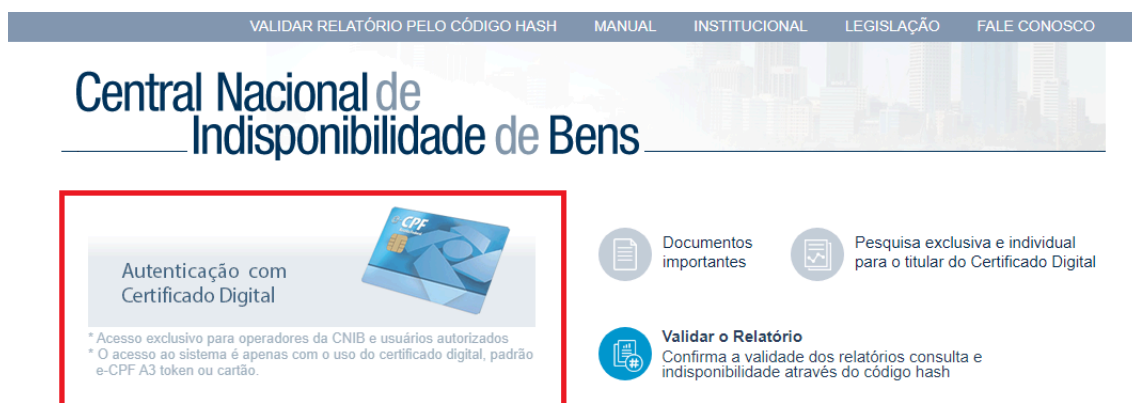 VALIDAR RELATÓRIO PELO CÓDIGO HASH MANUAL INSTITUCIONAL LEGISLAÇÃO FALE CONOSCO
Central Nacional de
Indisponibilidade de Bens
CPF
Autenticação com
Certificado Digital
* Acesso exclusivo para operadores da CNIB e usuários autorizados
* O acesso ao sistema é apenas com o uso do certificado digital, padrão
e-CPF A3 token ou cartão.
Documentos
importantes
Pesquisa exclusiva e individual
para o titular do Certificado Digital
Validar o Relatório
Confirma a validade dos relatórios consulta e
indisponibilidade através do código hash